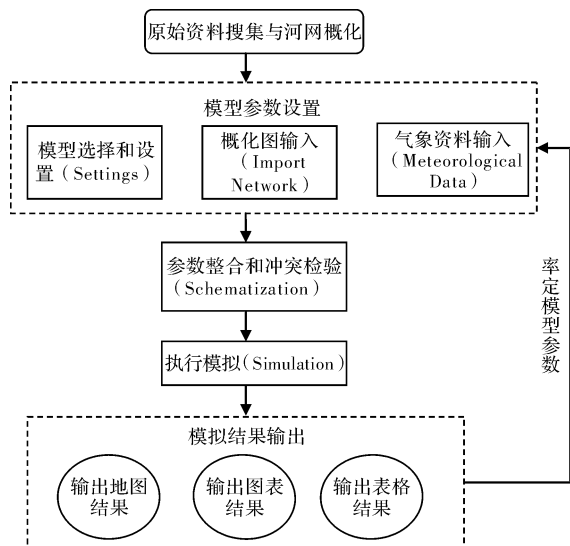 原始资料搜集与河网概化
模型参数设置
模型选择和设
置（Settings）
概化图输入
（Import
Network）
气象资料输入
（Meteorological
Data）
参数整合和冲突检验
（Schematization）
执行模拟(Simulation)
率定模型参数
模拟结果输出
输出地图
结果
输出图表
结果
输出表格
结果